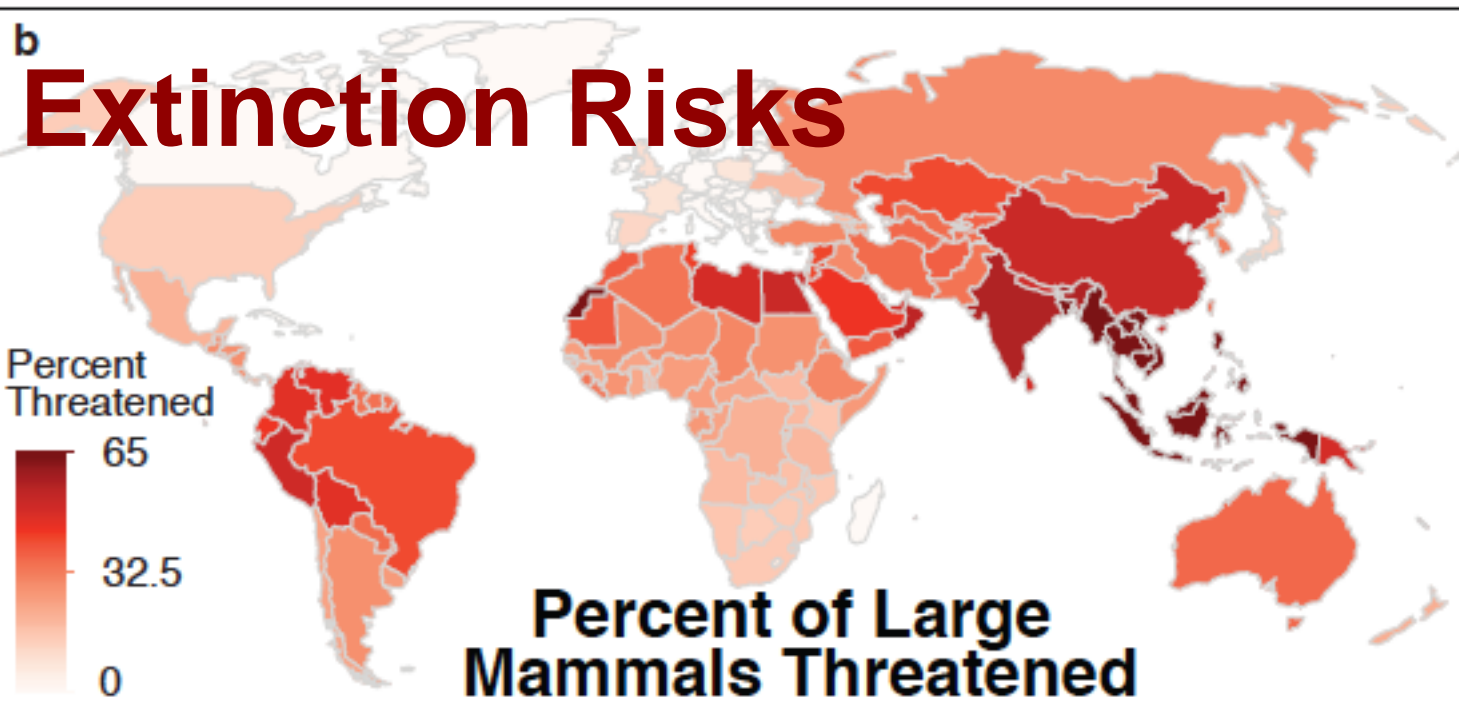 b
Extinction Risks
Percent
Threatened
65
32.5
0
Percent of Large
Mammals Threatened